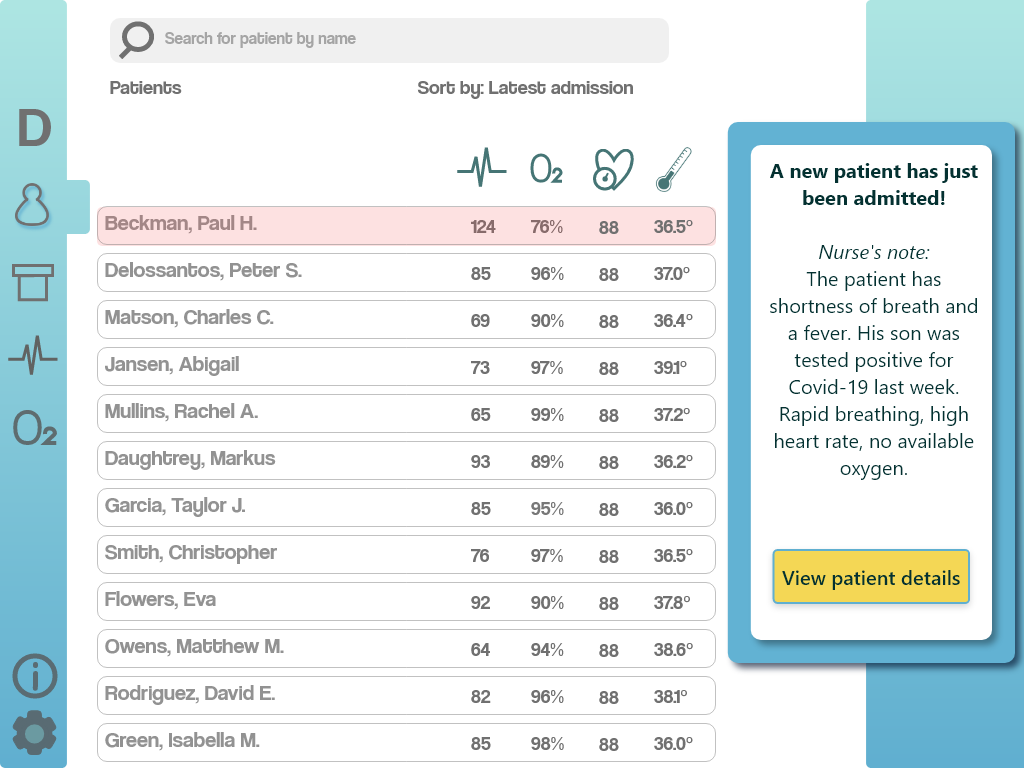 Search for patient by name
Patients Sort by: Latest admission
D
O2
Beckman, Paul H. 124 76% 88 36.5°
Delossantos, Peter S. 85 96% 88 37.0°
Matson, Charles C. 69 90% 88 36.4°
Jansen, Abigail 73 97% 88 39.1°
Mullins, Rachel A. 65 99% 88 37.2°
O2
Daughtrey, Markus 93 89% 88 36.2°
Garcia, Taylor J. 85 95% 88 36.0°
Smith, Christopher 76 97% 88 36.5°
Flowers, Eva 92 90% 88 37.8°
Owens, Matthew M. 64 94% 88 38.6°
Rodriguez, David E. 82 96% 88 38.1°
Green, Isabella M. 85 98% 88 36.0°
A new patient has just
been admitted!
Nurse's note:
The patient has
shortness of breath and
a fever. His son was
tested positive for
Covid-19 last week.
Rapid breathing, high
heart rate, no available
oxygen.
View patient details